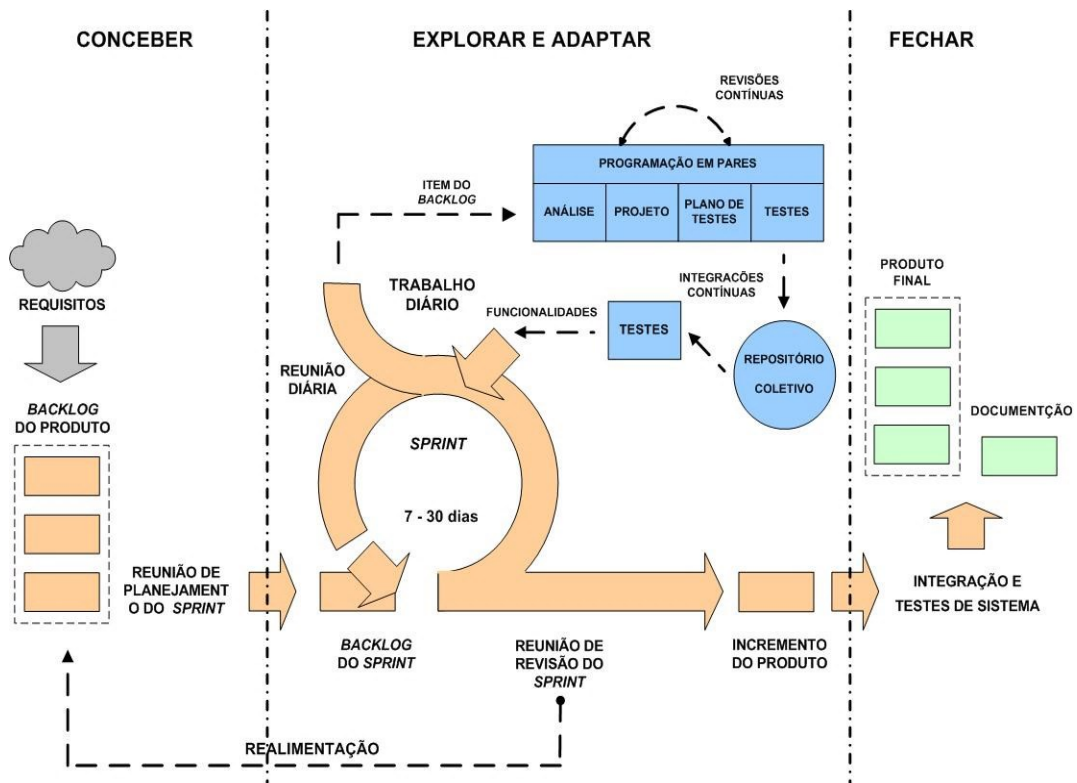 CONCEBER
EXPLORAR E ADAPTAR
FECHAR
REVISÕES
CONTÍNUAS
PROGRAMAÇÃO EM PARES
ANÁLISE
PROJETO
PLANO DE
TESTES
TESTES
ITEM DO
BACKLOG
REQUISITOS
TRABALHO
DIÁRIO
FUNCIONALIDADES
TESTES
INTEGRAÇÕES
CONTÍNUAS
REPOSITÓRIO
COLETIVO
PRODUTO
FINAL
DOCUMENTÇÃO
REUNIÃO
DIÁRIA
BACKLOG
DO PRODUTO
SPRINT
7 - 30 dias
REUNIÃO DE
PLANEJAMENT
O DO SPRINT
BACKLOG
DO SPRINT
REUNIÃO DE
REVISÃO DO
SPRINT
INCREMENTO
DO PRODUTO
INTEGRAÇÃO E
TESTES DE SISTEMA
REALIMENTAÇÃO